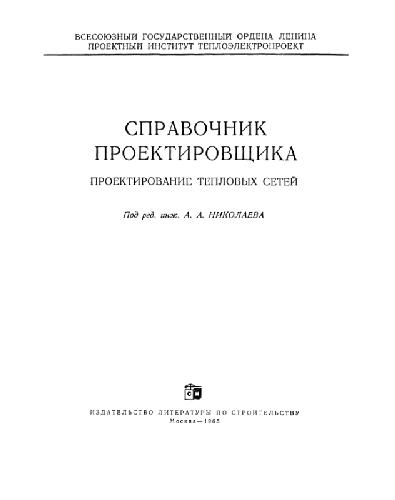 ВСЕСОЮЗНЫЙ ГОСУДАРСТВЕННЫЙ ОРДЕНА ЛЕНИНА
ПРОЕКТНЫЙ ИНСТИТУТ ТЕПЛОЭЛЕКТРОПРОЕКТ
СПРАВОЧНИК
ПРОЕКТИРОВЩИКА
ПРОЕКТИРОВАНИЕ ТЕПЛОВЫХ СЕТЕЙ
Под ред. инж. А. А. НИКОЛАЕВА
ИЗДАТЕЛЬСТВО ЛИТЕРАТУРЫ ПО СТРОИТЕЛЬСТВУ
Москва—1965